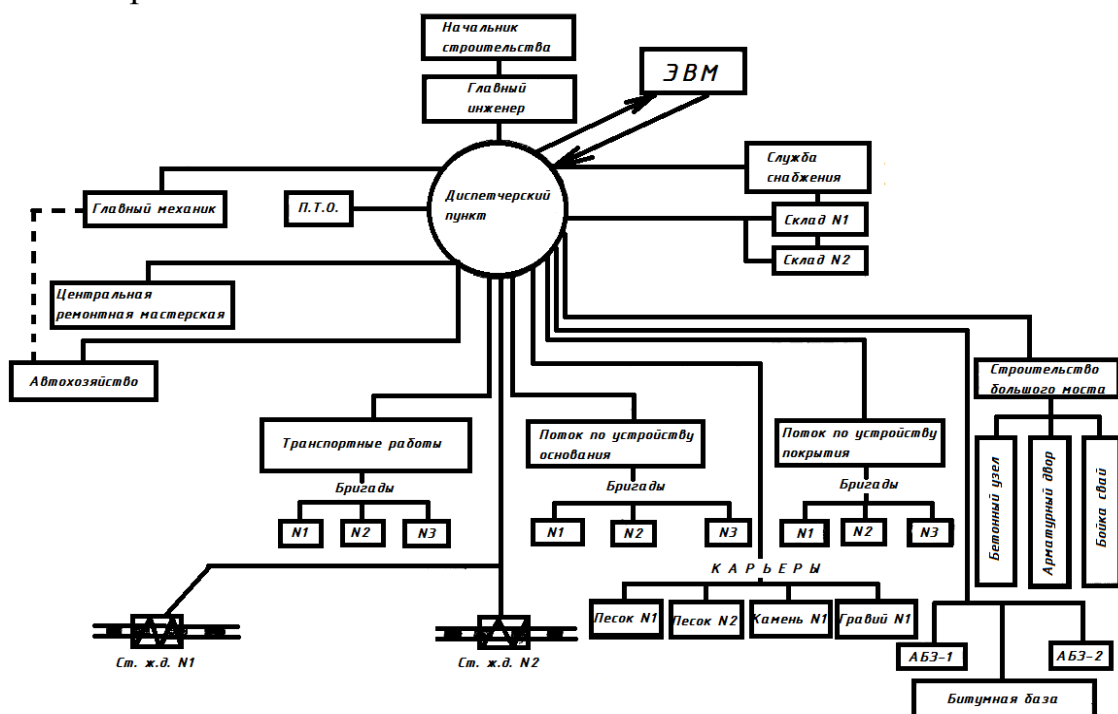 Начальник
строительства
ЭВМ
Главный
инженер
Служба
снабжения
Диспетчерский
пункт
Главный механик
П.Т.О.
Склад N1
Склад N2
Центральная
ремонтная мастерская
Автохозяйство
Строительство
большого моста
Транспортные работы
Поток по устройству
основания
Поток по устройству
покрытия
Бригады
Бригады
Бригады
N1
N2
N3
N1
N2
N3
N1
N2
N3
Бетонный узел
Арматурный двор
Бойка свай
КАРЬЕРЫ
Песок N1
Песок N2
Камень N1
Гравий N1
Ст. ж.д. N1
Ст. ж.д. N2
АБЗ-1
АБЗ-2
Битумная база